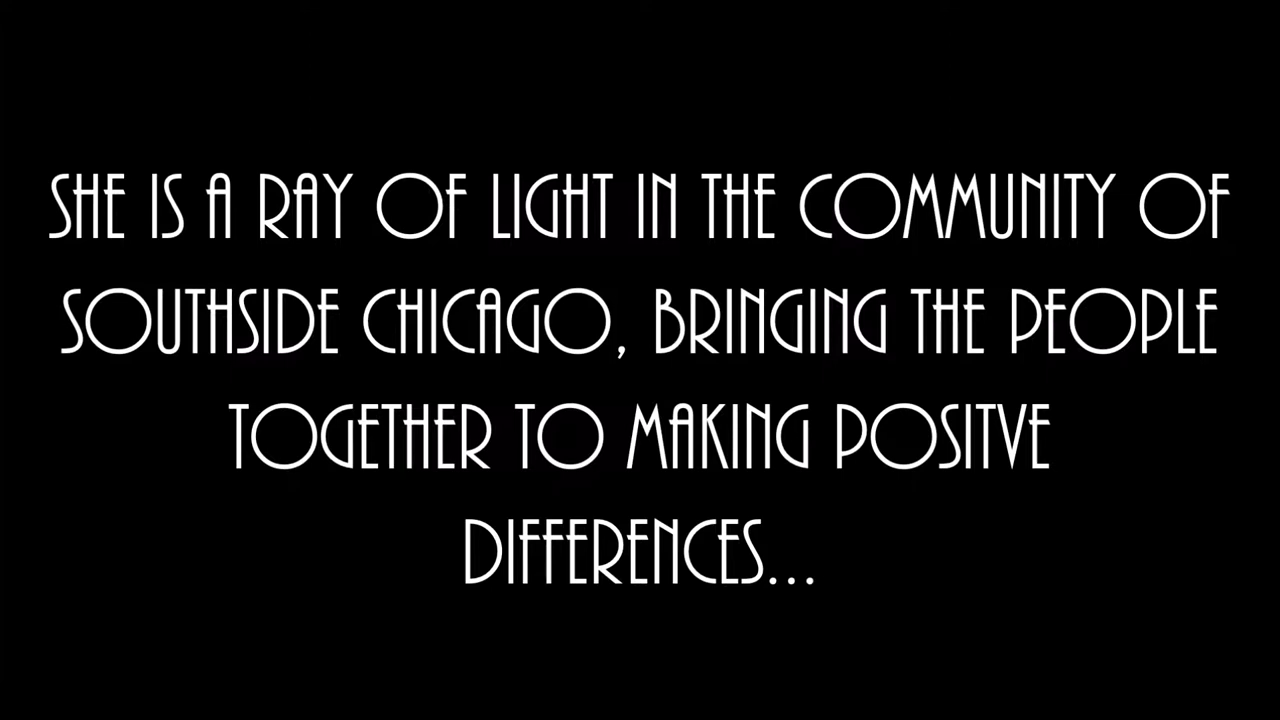 SHE IS A RAY OF LIGHT IN THE COMMUNITY OF
SOUTHSIDE CHICAGO, BRINGING THE PEOPLE
TOGETHER TO MAKING POSITVE
DIFFERENCES...